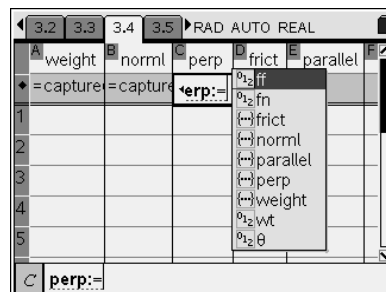 3.2 3.3 3.4 3.5 RAD AUTO REAL
A weight B norml C perp D frict E parallel F
◆ =capture =capture erp:=
ff
fn
frict
norml
parallel
perp
weight
wt
θ
1
2
3
4
5
C perp:=